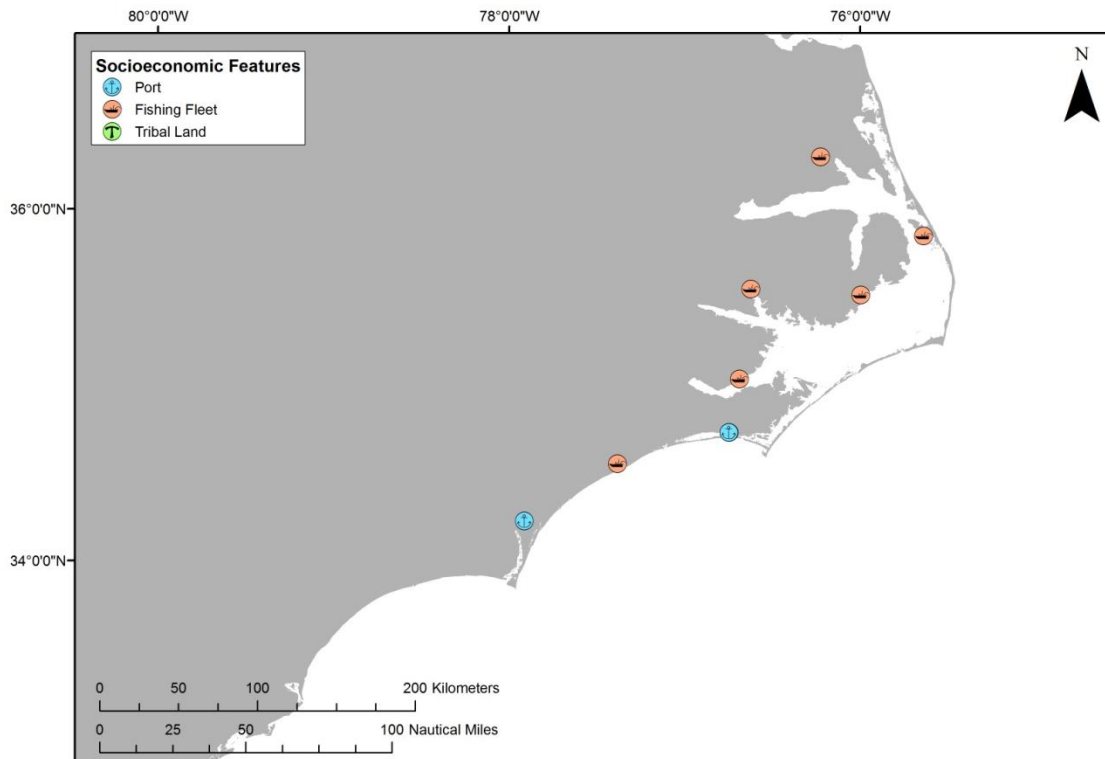 80°0'0"W 78°0'0"W 76°0'0"W
Socioeconomic Features
Port
Fishing Fleet
Tribal Land
N
36°0'0"N
34°0'0"N
0 50 100 200 Kilometers
0 25 50 100 Nautical Miles